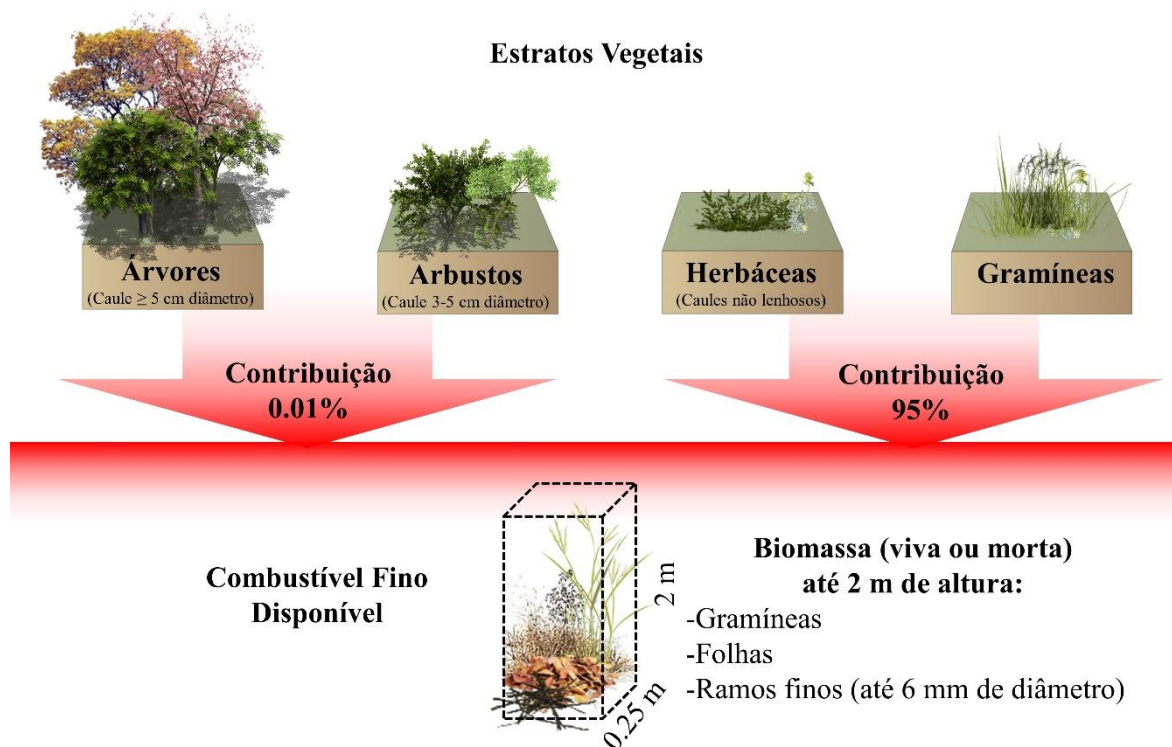 Estratos Vegetais
Árvores
(Caule ≥ 5 cm diâmetro)
Arbustos
(Caule 3-5 cm diâmetro)
Herbáceas
(Caules não lenhosos)
Gramíneas
Contribuição
0.01%
Contribuição
95%
Combustível Fino
Disponível
2 m
0.25 m
Biomassa (viva ou morta)
até 2 m de altura:
-Gramíneas
-Folhas
-Ramos finos (até 6 mm de diâmetro)